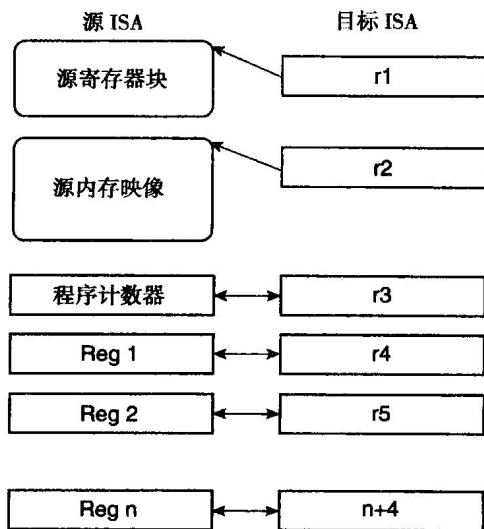 源 ISA 目标 ISA
源寄存器块 r1
源内存映像 r2
程序计数器 r3
Reg 1 r4
Reg 2 r5
Reg n n+4